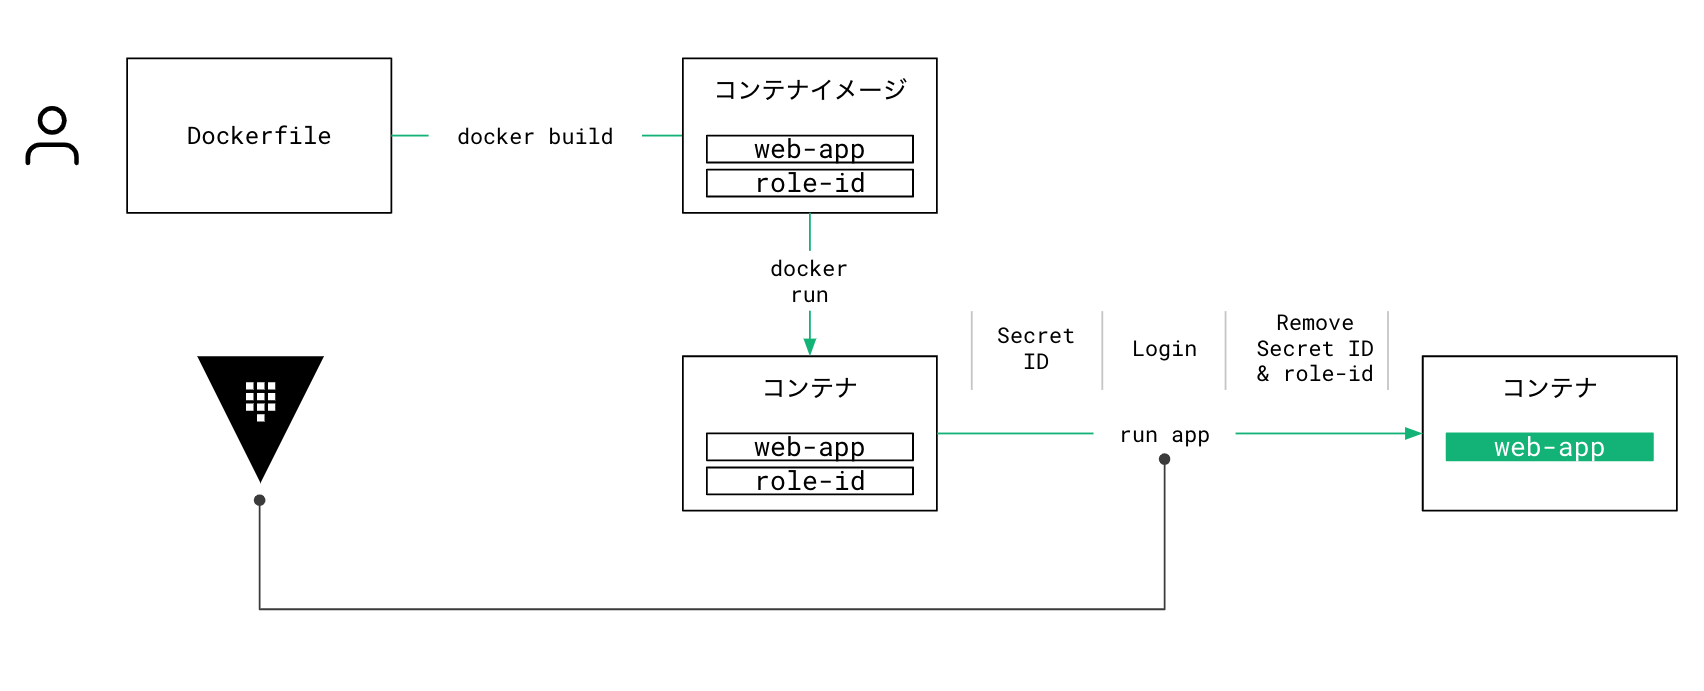 Dockerfile
docker build
コンテナイメージ
web-app
role-id
docker
run
コンテナ
web-app
role-id
Secret
ID
Login
Remove
Secret ID
& role-id
run app
コンテナ
web-app